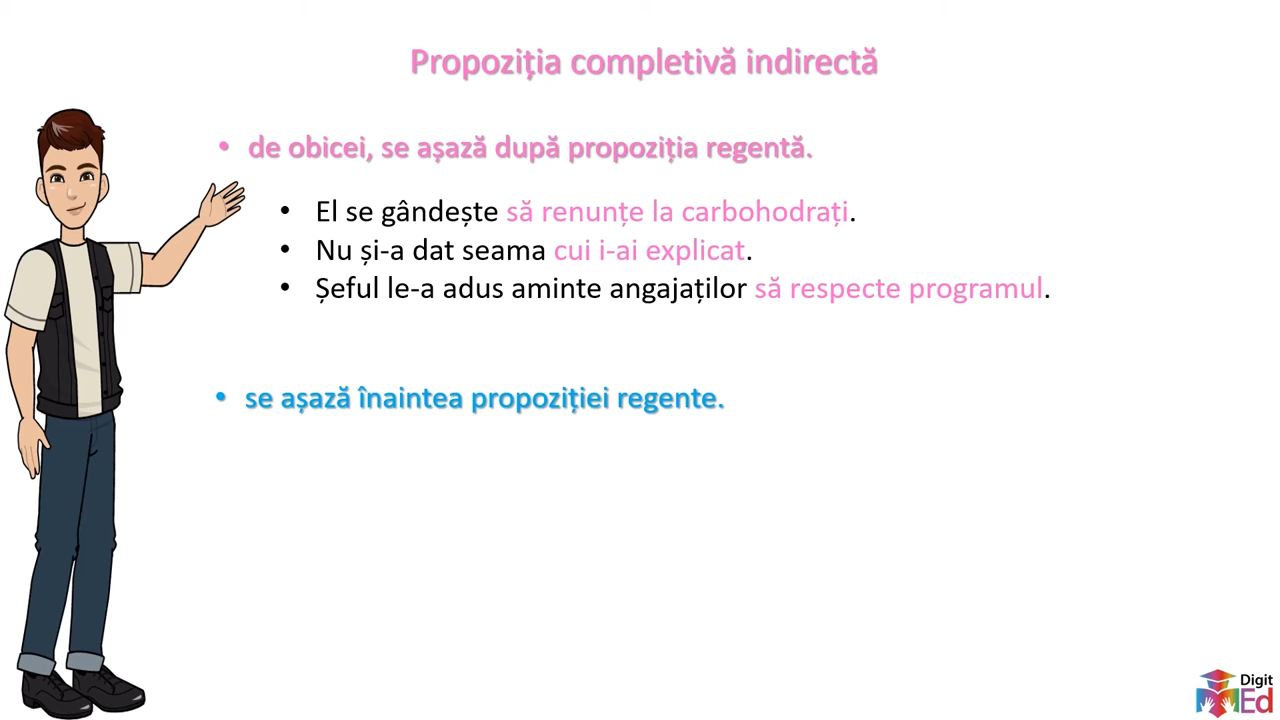 Propoziția completivă indirectă
• de obicei, se așază după propoziția regentă.
• El se gândește să renunțe la carbohodrați.
• Nu și-a dat seama cui i-ai explicat.
• Șeful le-a adus aminte angajaților să respecte programul.
• se așază înaintea propoziției regente.
Digit
Ed